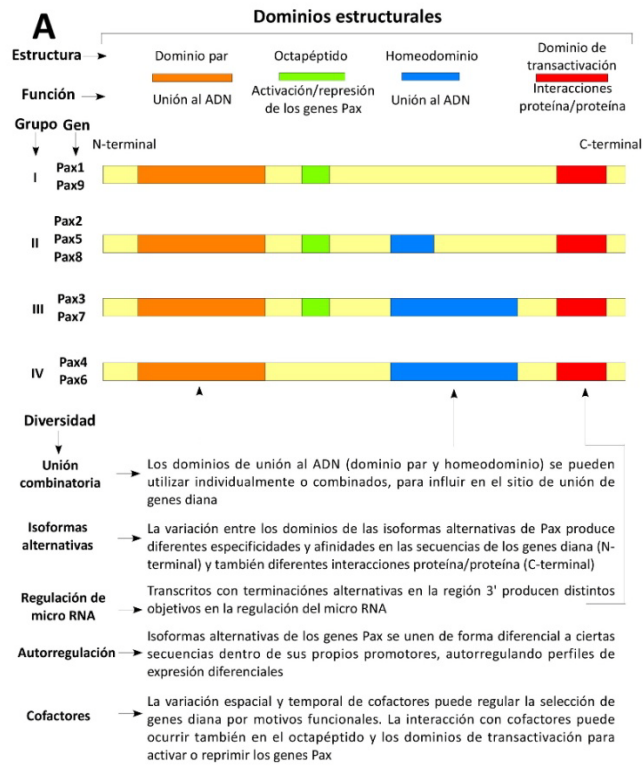 A
Dominios estructurales
Estructura
Dominio par
Octapéptido
Homeodominio
Dominio de
transactivación
Función
Unión al ADN
Activación/represión
de los genes Pax
Unión al ADN
Interacciones
proteína/proteína
Grupo Gen
N-terminal
C-terminal
I
Pax1
Pax9
II
Pax2
Pax5
Pax8
III
Pax3
Pax7
IV
Pax4
Pax6
Diversidad
Unión
combinatoria
Los dominios de unión al ADN (dominio par y homeodominio) se pueden
utilizar individualmente o combinados, para influir en el sitio de unión de
genes diana
Isoformas
alternativas
La variación entre los dominios de las isoformas alternativas de Pax produce
diferentes especificidades y afinidades en las secuencias de los genes diana (N-
terminal) y también diferentes interacciones proteína/proteína (C-terminal)
Regulación de
micro RNA
Transcritos con terminaciónes alternativas en la región 3' producen distintos
objetivos en la regulación del micro RNA
Autorregulación
Isoformas alternativas de los genes Pax se unen de forma diferencial a ciertas
secuencias dentro de sus propios promotores, autorregulando perfiles de
expresión diferenciales
Cofactores
La variación espacial y temporal de cofactores puede regular la selección de
genes diana por motivos funcionales. La interacción con cofactores puede
ocurrir también en el octapéptido y los dominios de transactivación para
activar o reprimir los genes Pax